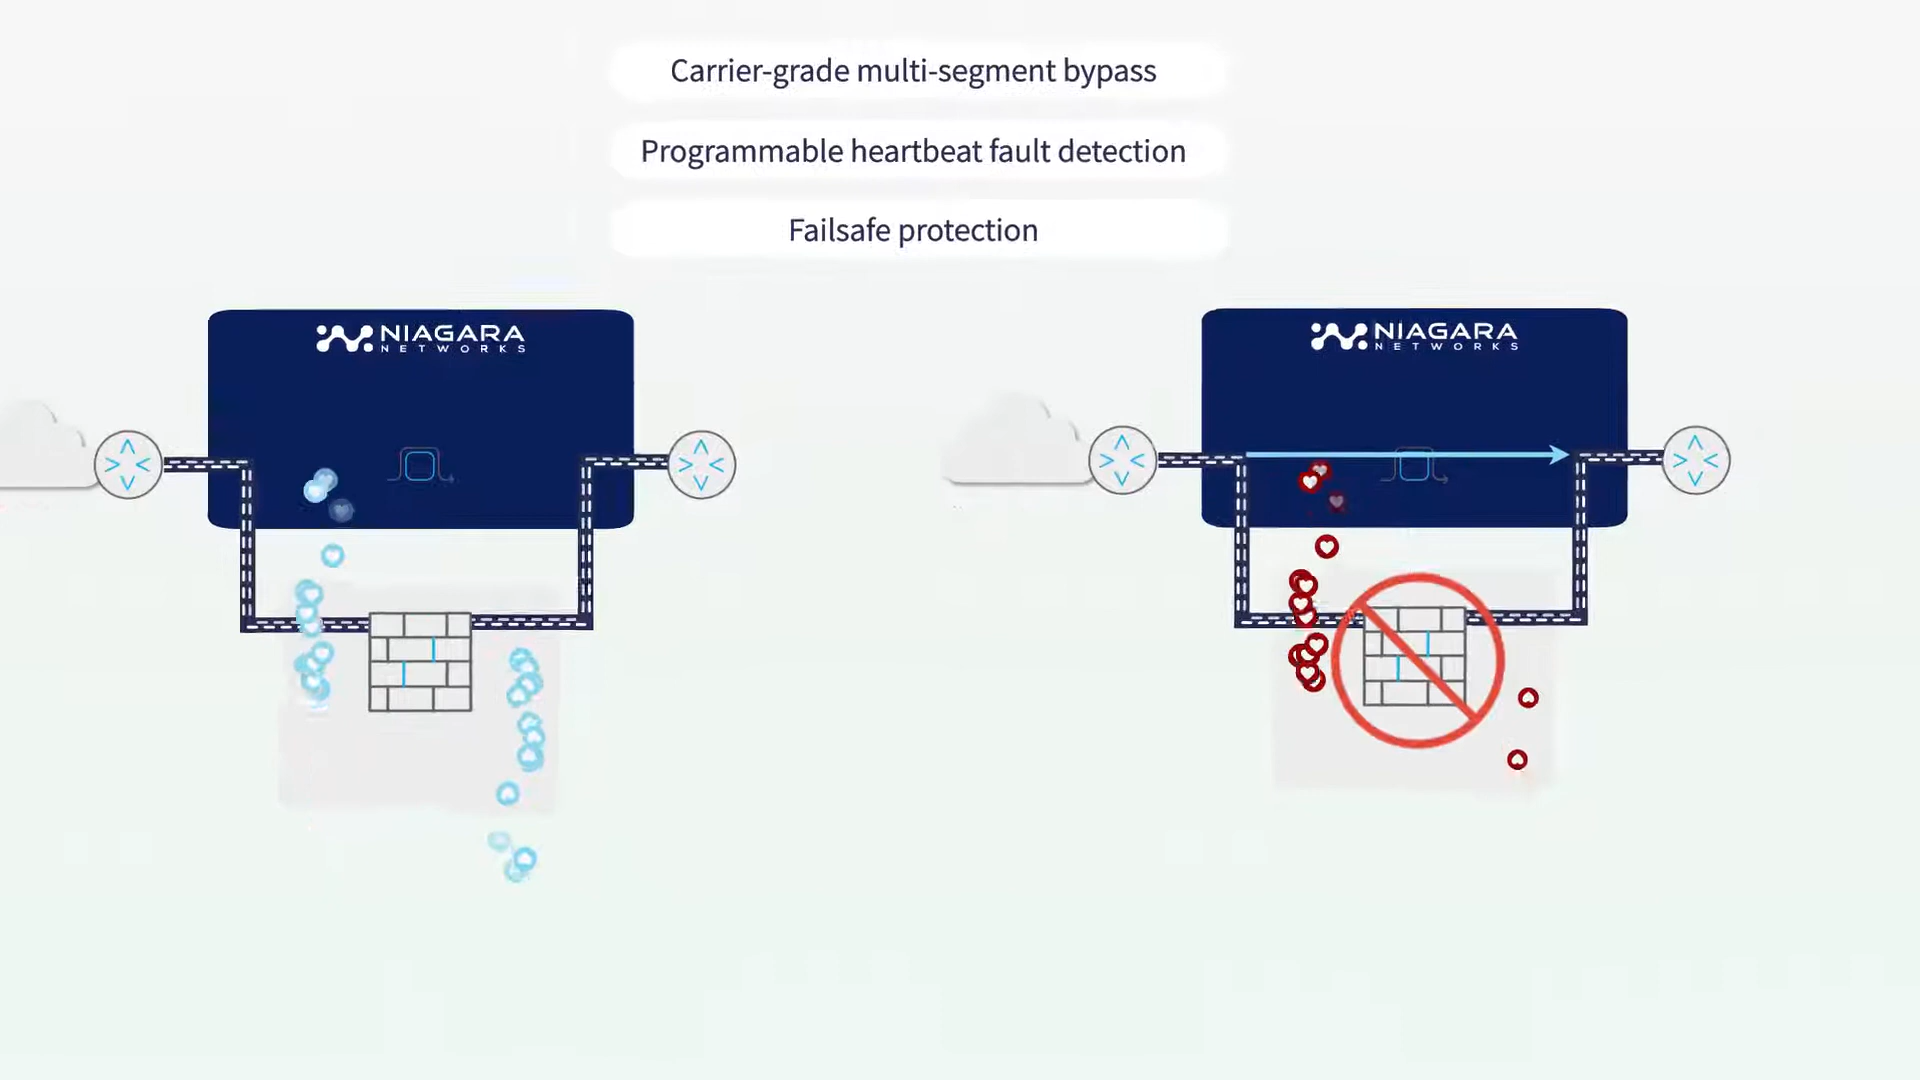 Carrier-grade multi-segment bypass
Programmable heartbeat fault detection
Failsafe protection
NIAGARA
NETWORKS
NIAGARA
NETWORKS